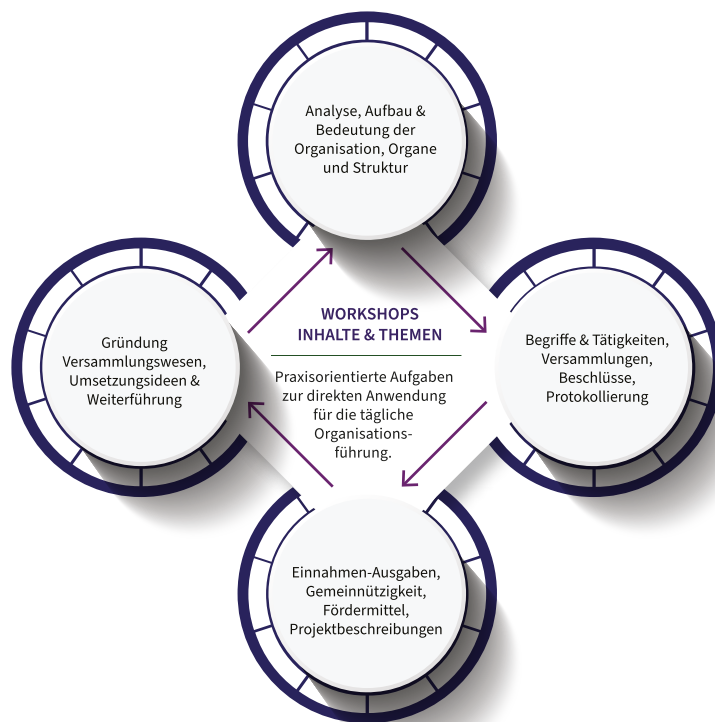 Analyse, Aufbau &
Bedeutung der
Organisation, Organe
und Struktur
WORKSHOPS
INHALTE & THEMEN
Praxisorientierte Aufgaben
zur direkten Anwendung
für die tägliche
Organisations-
führung.
Begriffe & Tätigkeiten,
Versammlungen,
Beschlüsse,
Protokollierung
Einnahmen-Ausgaben,
Gemeinnützigkeit,
Fördermittel,
Projektbeschreibungen
Gründung
Versammlungswesen,
Umsetzungsideen &
Weiterführung